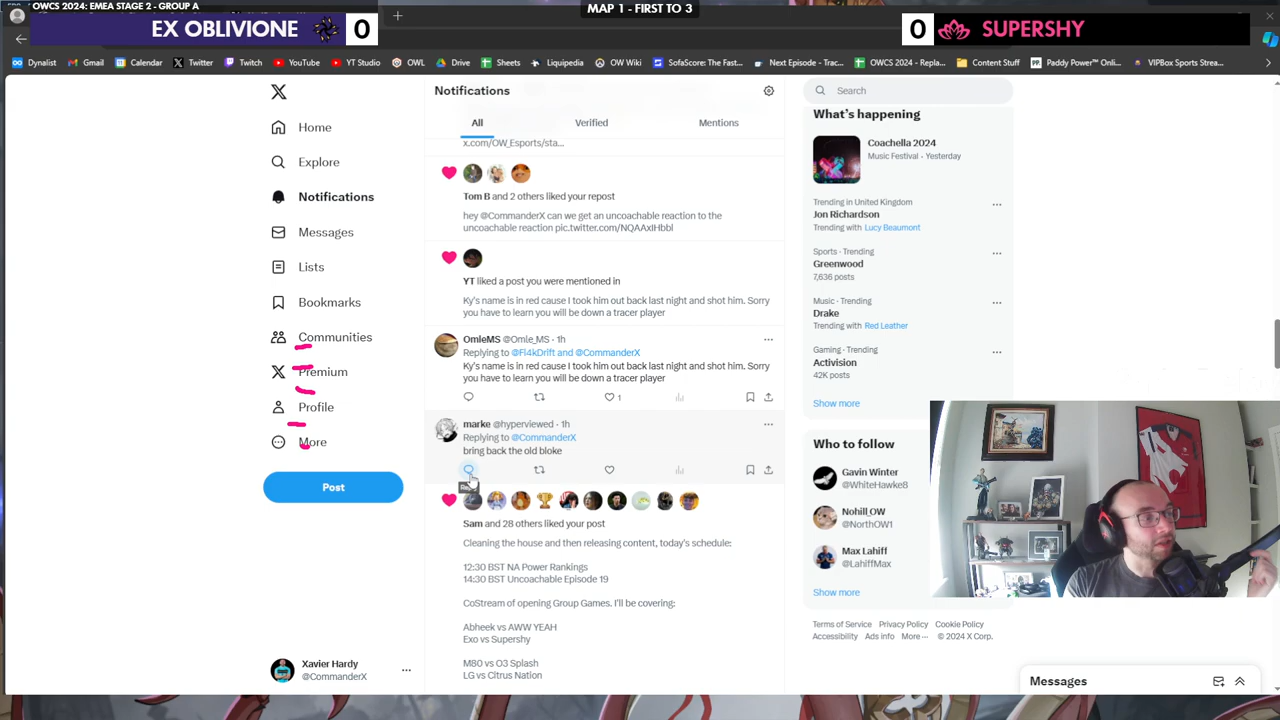 OWCS 2024: EMEA STAGE 2 - GROUP A
MAP 1 - FIRST TO 3
EX OBLIVIONE
0
0
SUPERSHY
Dynalist
Gmail
Calendar
Twitter
Twitch
YouTube
YT Studio
OWL
Drive
Sheets
Liquipedia
OW Wiki
SofaScore: The Fast...
Next Episode - Trac...
OWCS 2024 - Repla...
Content Stuff
Paddy Power™ Onli...
VIPBox Sports Strea...
Home
Explore
Notifications
Messages
Lists
Bookmarks
Communities
Premium
Profile
More
Post
Xavier Hardy
@CommanderX
Notifications
All
Verified
Mentions
x.com/OW_Esports/sta...
Tom B and 2 others liked your repost
hey @CommanderX can we get an uncoachable reaction to the
uncoachable reaction pic.twitter.com/NQAAxIHbbl
YT liked a post you were mentioned in
Ky's name is in red cause I took him out back last night and shot him. Sorry
you have to learn you will be down a tracer player
OmleMS @Omle_MS · 1h
Replying to @Fl4kDrift and @CommanderX
Ky's name is in red cause I took him out back last night and shot him. Sorry
you have to learn you will be down a tracer player
1
marke @hyperviewed · 1h
Replying to @CommanderX
bring back the old bloke
Sam and 28 others liked your post
Cleaning the house and then releasing content, today's schedule:
12:30 BST NA Power Rankings
14:30 BST Uncoachable Episode 19
CoStream of opening Group Games. I'll be covering:
Abheek vs AWW YEAH
Exo vs Supershy
M80 vs O3 Splash
LG vs Citrus Nation
Search
What's happening
Coachella 2024
Music Festival · Yesterday
Trending in United Kingdom
Jon Richardson
Trending with Lucy Beaumont
Sports · Trending
Greenwood
7,636 posts
Music · Trending
Drake
Trending with Red Leather
Gaming · Trending
Activision
42K posts
Show more
Who to follow
Gavin Winter
@WhiteHawke8
Nohill_OW
@NorthOW1
Max Lahiff
@LahiffMax
Show more
Terms of Service Privacy Policy Cookie Policy
Accessibility Ads info More ··· © 2024 X Corp.
Messages